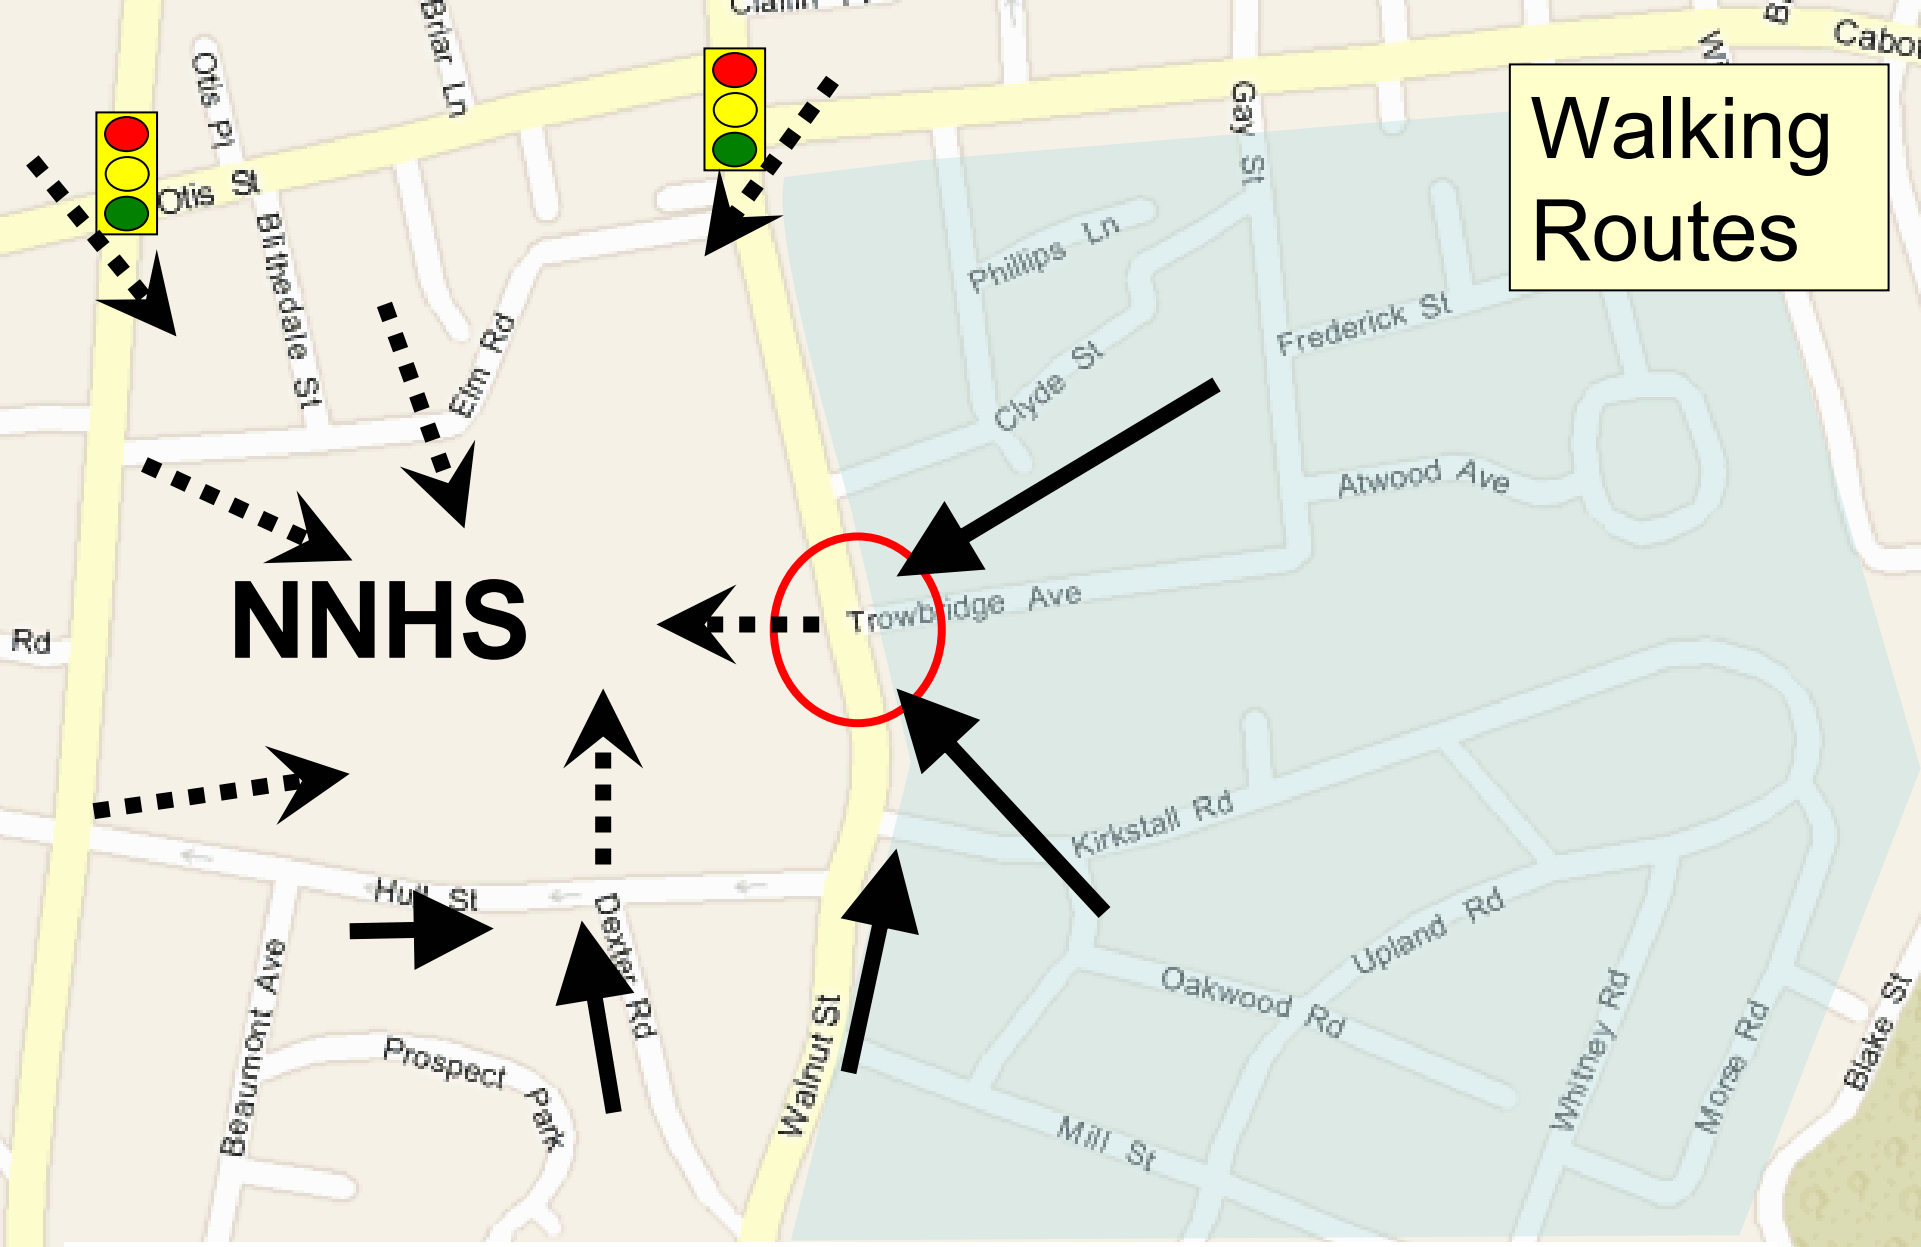 Claflin
Briar Ln
Otis Pl
Otis St
Blithedale St
Elm Rd
Gay St
Cabot
Walking
Routes
Phillips Ln
Clyde St
Frederick St
Atwood Ave
NNHS
Trowbridge Ave
Rd
Kirkstall Rd
Hull St
Dexter Rd
Beaumont Ave
Prospect Park
Walnut St
Upland Rd
Oakwood Rd
Mill St
Whitney Rd
Morse Rd
Blake St